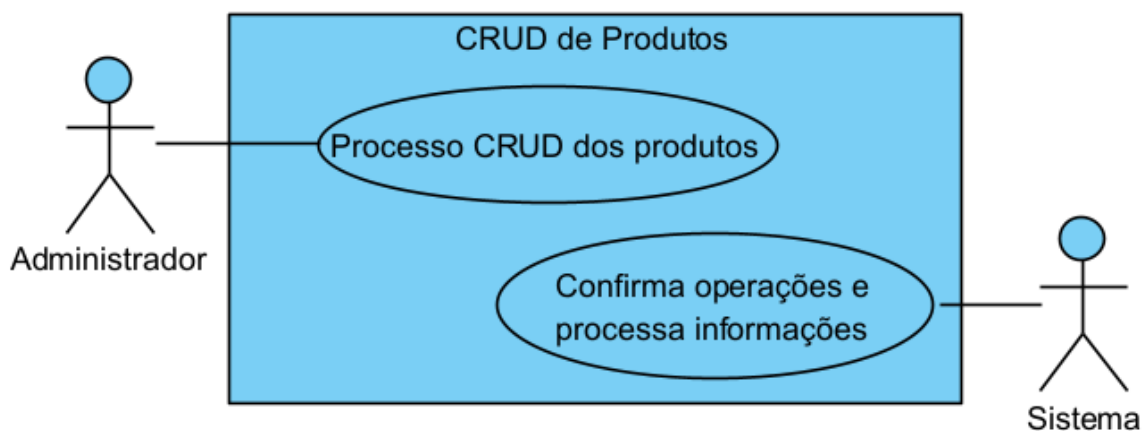 CRUD de Produtos
Processo CRUD dos produtos
Administrador
Confirma operações e
processa informações
Sistema